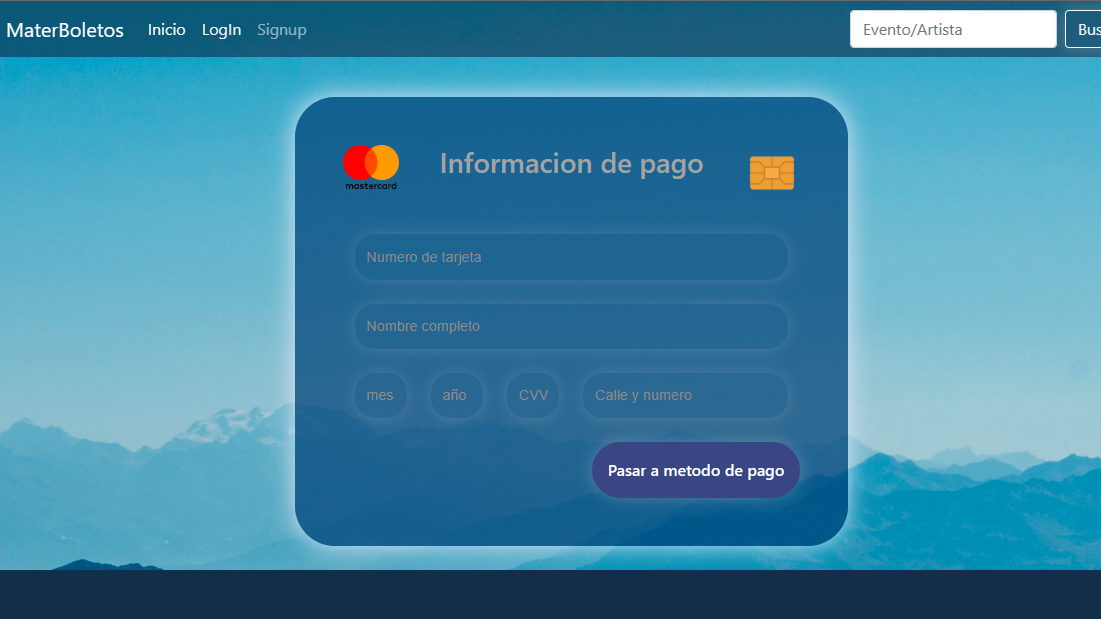 MaterBoletos Inicio LogIn Signup Evento/Artista Bus
mastercard Informacion de pago
Numero de tarjeta
Nombre completo
mes año CVV Calle y numero
Pasar a metodo de pago